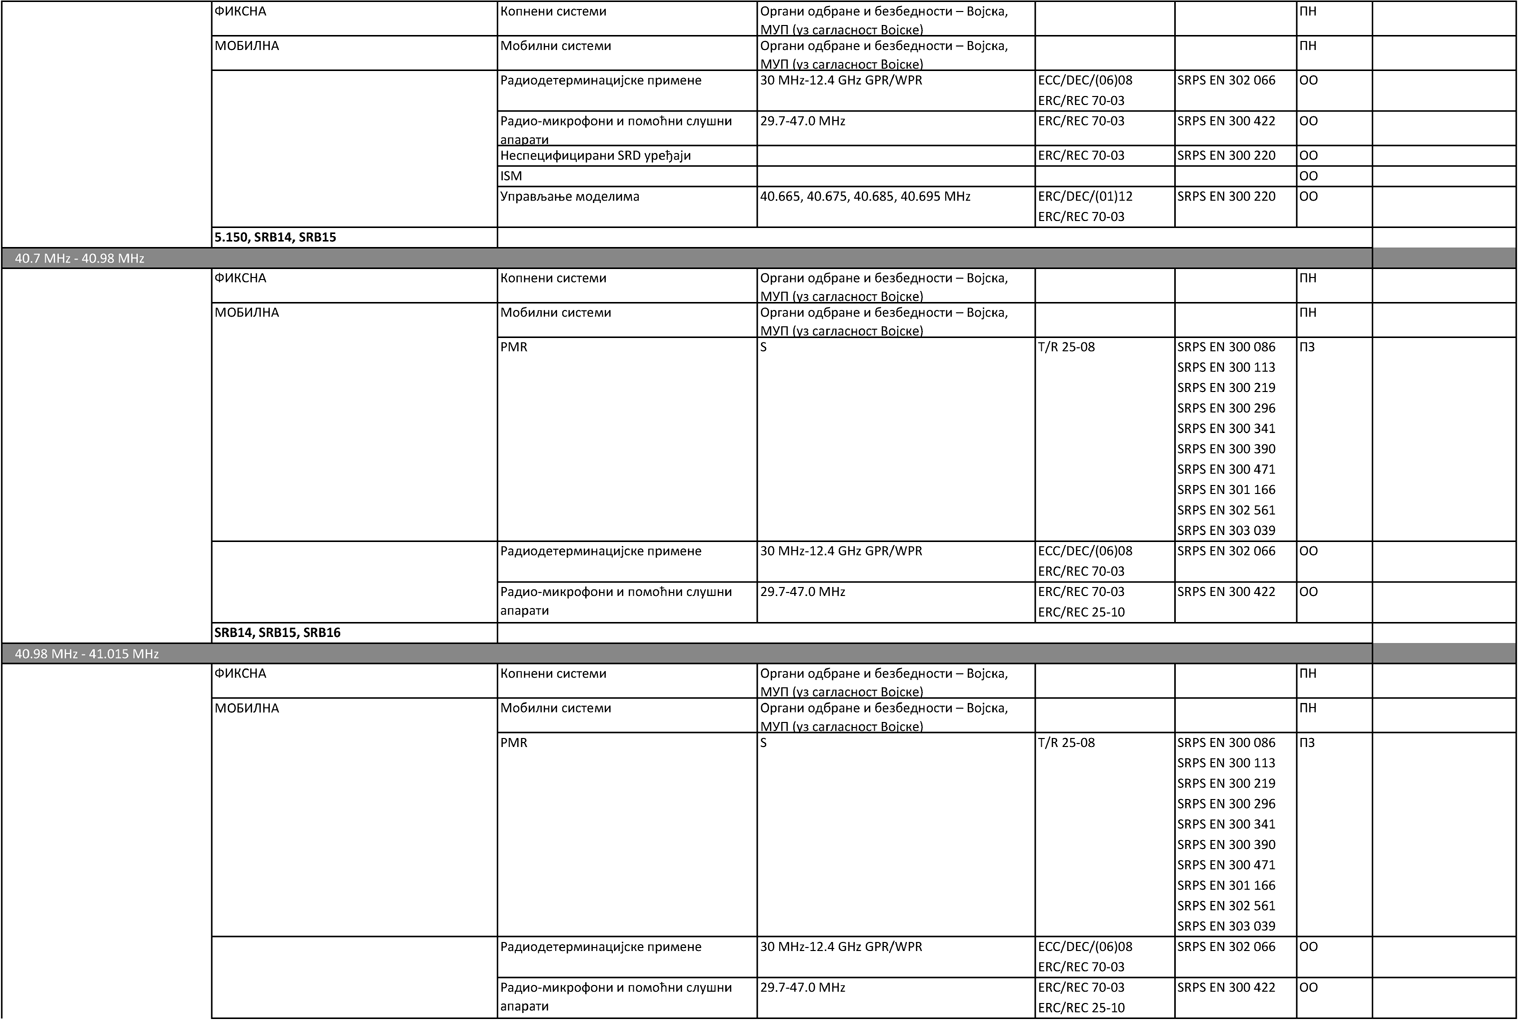 ФИКСНА Копнени системи Органи одбране и безбедности – Војска, ПН
МУП (уз сагласност Војске)
МОБИЛНА Мобилни системи Органи одбране и безбедности – Војска, ПН
МУП (уз сагласност Војске)
Радиодетерминацијске примене 30 MHz-12.4 GHz GPR/WPR ECC/DEC/(06)08 SRPS EN 302 066 ОО
ERC/REC 70-03
Радио-микрофони и помоћни слушни 29.7-47.0 MHz ERC/REC 70-03 SRPS EN 300 422 ОО
апарати
Неспецифицирани SRD уређаји ERC/REC 70-03 SRPS EN 300 220 ОО
ISM ОО
Управљање моделима 40.665, 40.675, 40.685, 40.695 MHz ERC/DEC/(01)12 SRPS EN 300 220 ОО
ERC/REC 70-03
5.150, SRB14, SRB15
40.7 MHz - 40.98 MHz
ФИКСНА Копнени системи Органи одбране и безбедности – Војска, ПН
МУП (уз сагласност Војске)
МОБИЛНА Мобилни системи Органи одбране и безбедности – Војска, ПН
МУП (уз сагласност Војске)
PMR S T/R 25-08 SRPS EN 300 086 ПЗ
SRPS EN 300 113
SRPS EN 300 219
SRPS EN 300 296
SRPS EN 300 341
SRPS EN 300 390
SRPS EN 300 471
SRPS EN 301 166
SRPS EN 302 561
SRPS EN 303 039
Радиодетерминацијске примене 30 MHz-12.4 GHz GPR/WPR ECC/DEC/(06)08 SRPS EN 302 066 ОО
ERC/REC 70-03
Радио-микрофони и помоћни слушни 29.7-47.0 MHz ERC/REC 70-03 SRPS EN 300 422 ОО
апарати ERC/REC 25-10
SRB14, SRB15, SRB16
40.98 MHz - 41.015 MHz
ФИКСНА Копнени системи Органи одбране и безбедности – Војска, ПН
МУП (уз сагласност Војске)
МОБИЛНА Мобилни системи Органи одбране и безбедности – Војска, ПН
МУП (уз сагласност Војске)
PMR S T/R 25-08 SRPS EN 300 086 ПЗ
SRPS EN 300 113
SRPS EN 300 219
SRPS EN 300 296
SRPS EN 300 341
SRPS EN 300 390
SRPS EN 300 471
SRPS EN 301 166
SRPS EN 302 561
SRPS EN 303 039
Радиодетерминацијске примене 30 MHz-12.4 GHz GPR/WPR ECC/DEC/(06)08 SRPS EN 302 066 ОО
ERC/REC 70-03
Радио-микрофони и помоћни слушни 29.7-47.0 MHz ERC/REC 70-03 SRPS EN 300 422 ОО
апарати ERC/REC 25-10